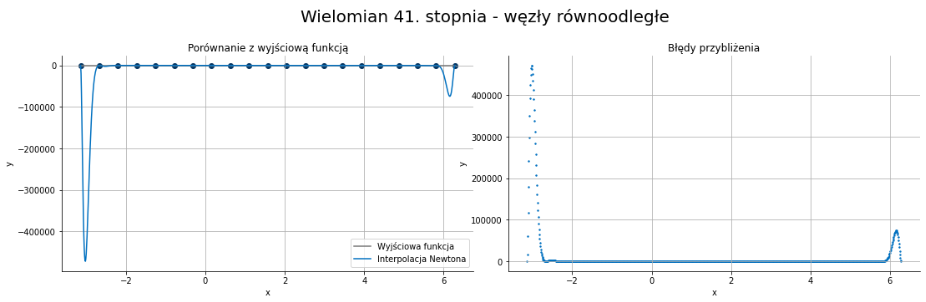 Wielomian 41. stopnia - węzły równoodległe
Porównanie z wyjściową funkcją
y
0
−100000
−200000
−300000
−400000
−2
0
2
4
6
x
Wyjściowa funkcja
Interpolacja Newtona
Błędy przybliżenia
y
400000
300000
200000
100000
0
−2
0
2
4
6
x